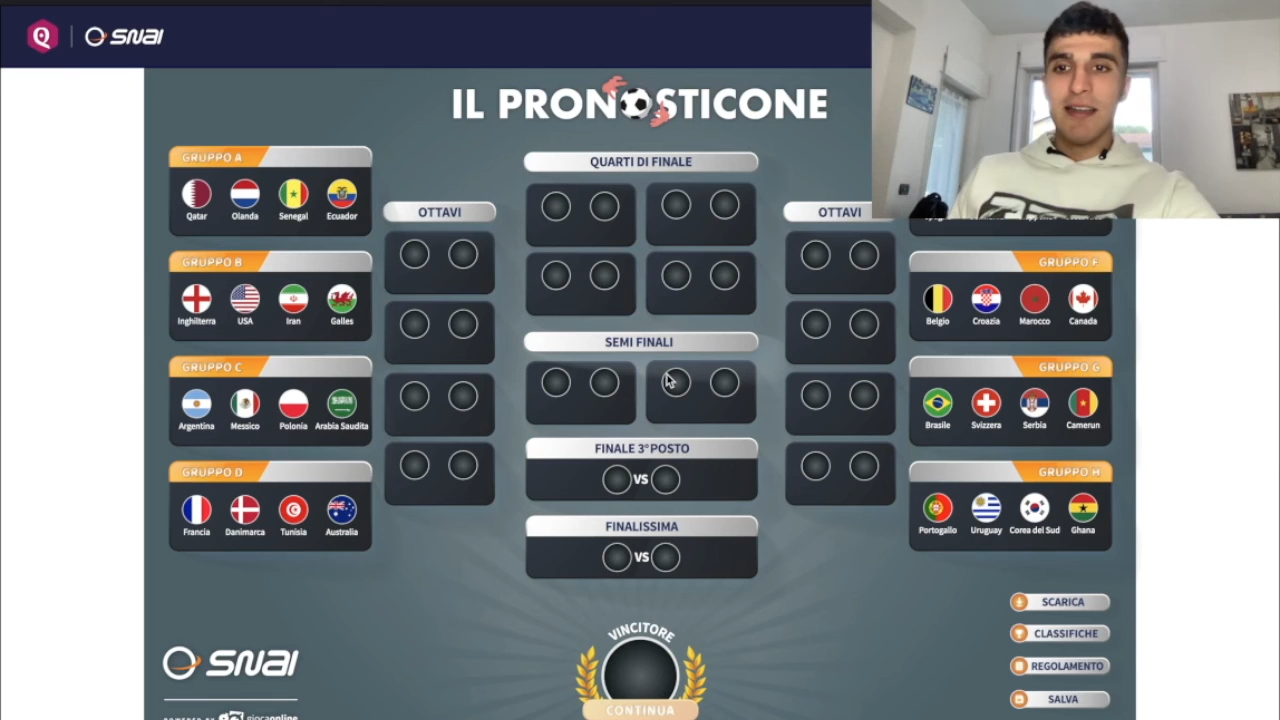 SNAI
IL PRONOSTICONE
GRUPPO A
Qatar Olanda Senegal Ecuador
GRUPPO B
Inghilterra USA Iran Galles
GRUPPO C
Argentina Messico Polonia Arabia Saudita
GRUPPO D
Francia Danimarca Tunisia Australia
OTTAVI
QUARTI DI FINALE
SEMI FINALI
FINALE 3° POSTO
VS
FINALISSIMA
VS
VINCITORE
CONTINUA
OTTAVI
GRUPPO F
Belgio Croazia Marocco Canada
GRUPPO G
Brasile Svizzera Serbia Camerun
GRUPPO H
Portogallo Uruguay Corea del Sud Ghana
SCARICA
CLASSIFICHE
REGOLAMENTO
SALVA
SNAI
POWERED BY giocaonline